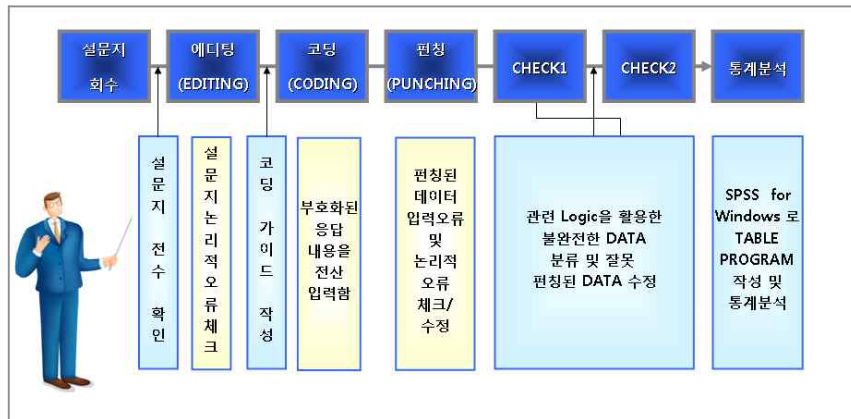 설문지
회수
에디팅
(EDITING)
코딩
(CODING)
펀칭
(PUNCHING)
CHECK1
CHECK2
통계분석
설문지 전수 확인
설문지논리적오류체크
코딩 가이드 작성
부호화된
응답
내용을
전산
입력함
펀칭된
데이터
입력오류
및
논리적
오류
체크/
수정
관련 Logic을 활용한
불완전한 DATA
분류 및 잘못
펀칭된 DATA 수정
SPSS for
Windows 로
TABLE
PROGRAM
작성 및
통계분석